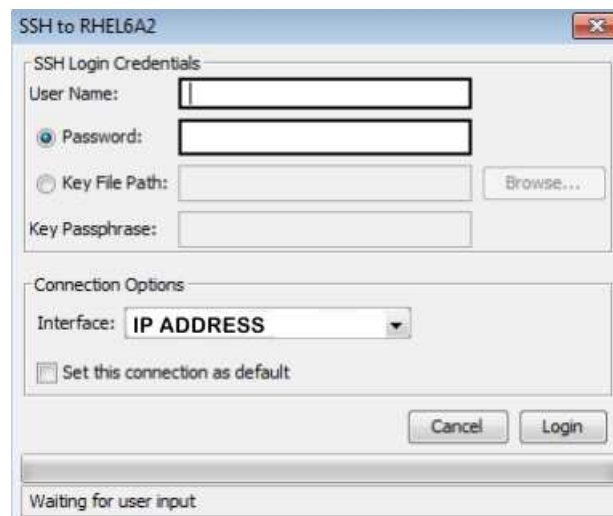 SSH to RHEL6A2
SSH Login Credentials
User Name:
Password:
Key File Path:
Browse...
Key Passphrase:
Connection Options
Interface: IP ADDRESS
Set this connection as default
Cancel Login
Waiting for user input